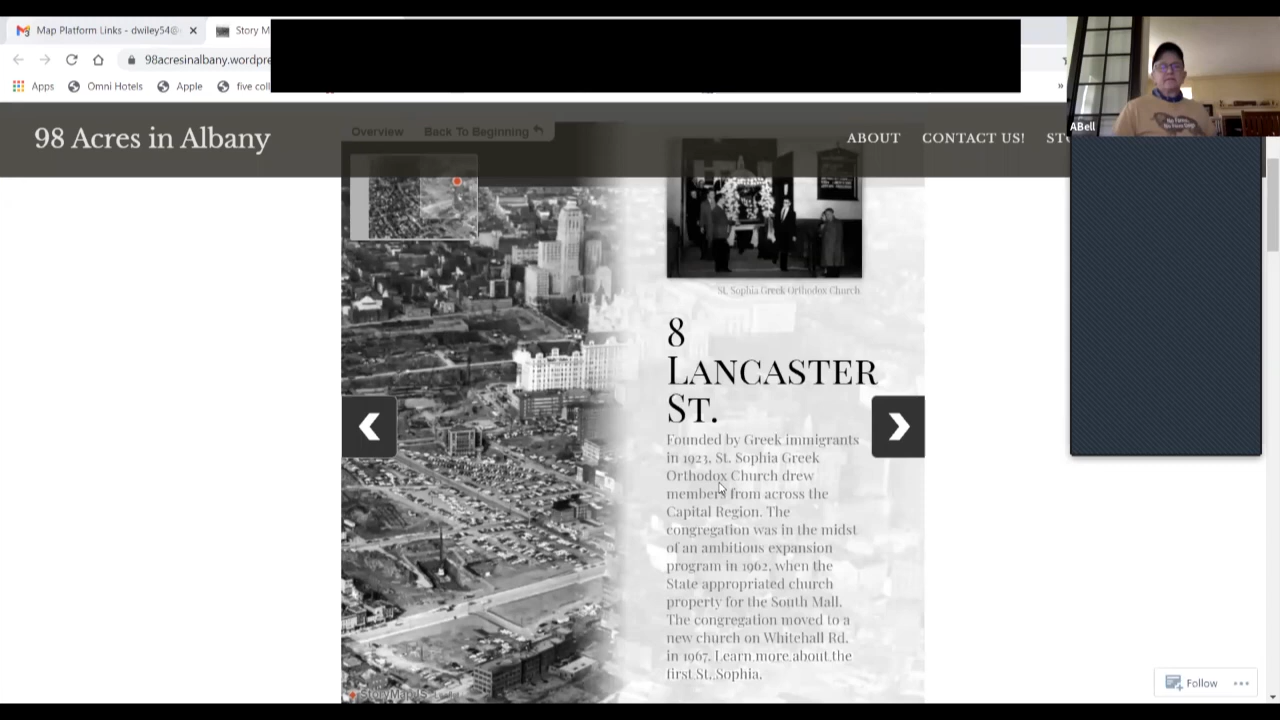 Map Platform Links - dwiley54@
Story M
98acresinalbany.wordpre
Apps
Omni Hotels
Apple
five coll
»
ABell
98 Acres in Albany
Overview
Back To Beginning
ABOUT
CONTACT US!
STO
St. Sophia Greek Orthodox Church.
8
LANCASTER
ST.
Founded by Greek immigrants
in 1923, St. Sophia Greek
Orthodox Church drew
members from across the
Capital Region. The
congregation was in the midst
of an ambitious expansion
program in 1962, when the
State appropriated church
property for the South Mall.
The congregation moved to a
new church on Whitehall Rd.
in 1967. Learn more about the
first St. Sophia.
StoryMapJS
Follow